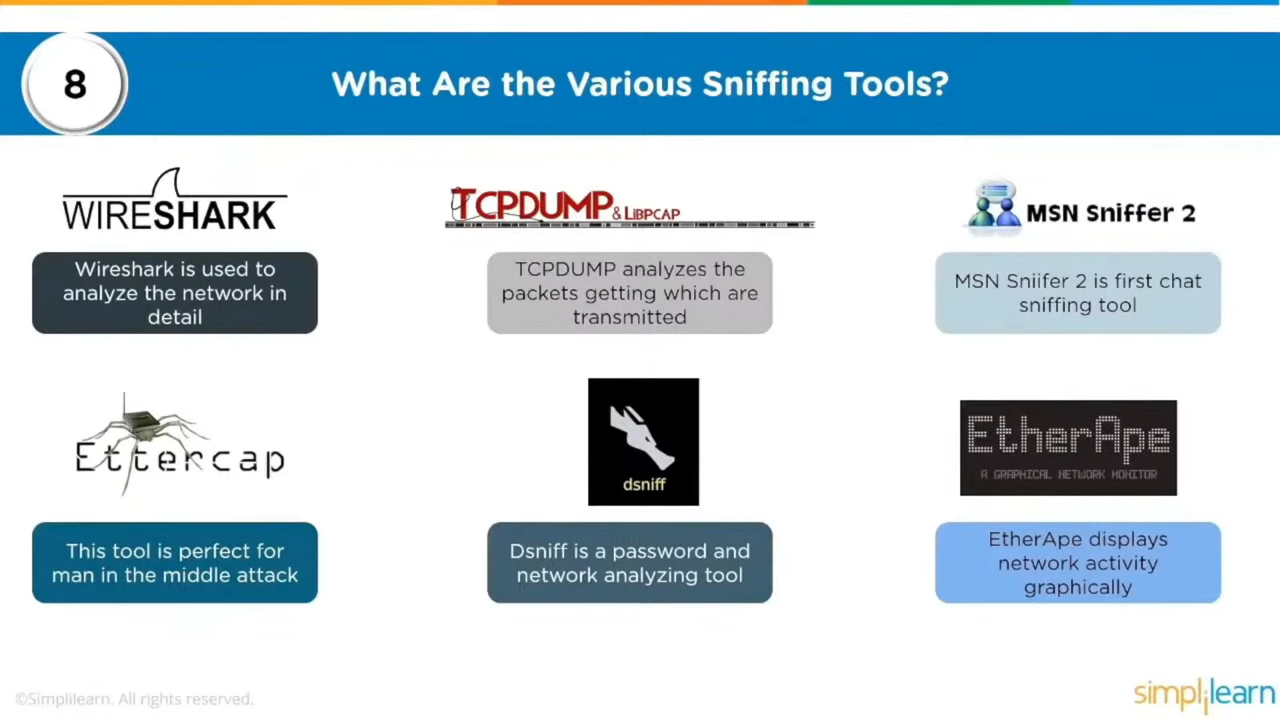 8
What Are the Various Sniffing Tools?
WIRESHARK
TCPDUMP & LIBPCAP
MSN Sniffer 2
Wireshark is used to
analyze the network in
detail
TCPDUMP analyzes the
packets getting which are
transmitted
MSN Sniifer 2 is first chat
sniffing tool
Ettercap
dsniff
EtherApe
A GRAPHICAL NETWORK MONITOR
This tool is perfect for
man in the middle attack
Dsniff is a password and
network analyzing tool
EtherApe displays
network activity
graphically
©Simplilearn. All rights reserved.
simplilearn